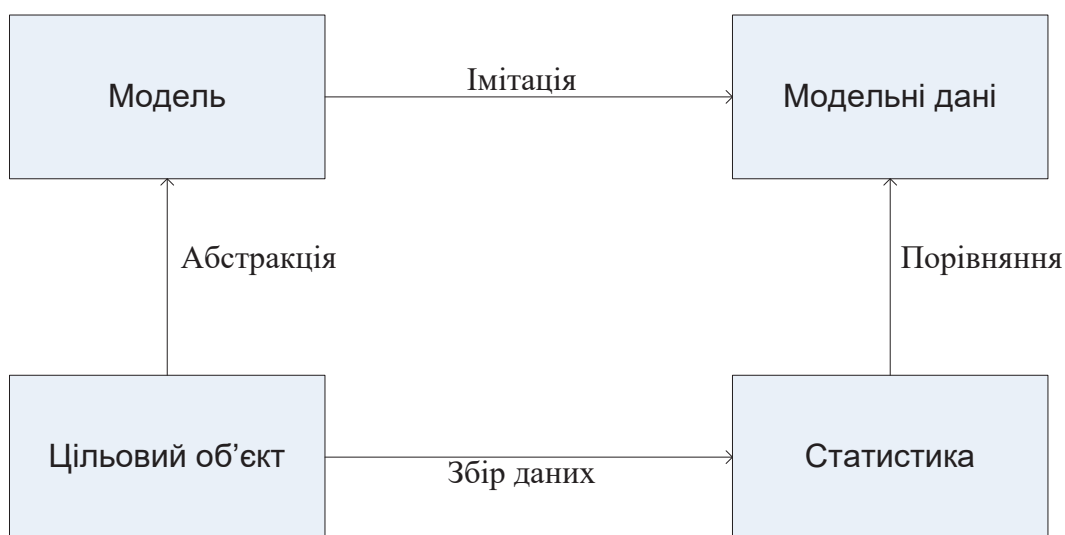 Модель
Імітація
Модельні дані
Абстракція
Порівняння
Цільовий об’єкт
Збір даних
Статистика